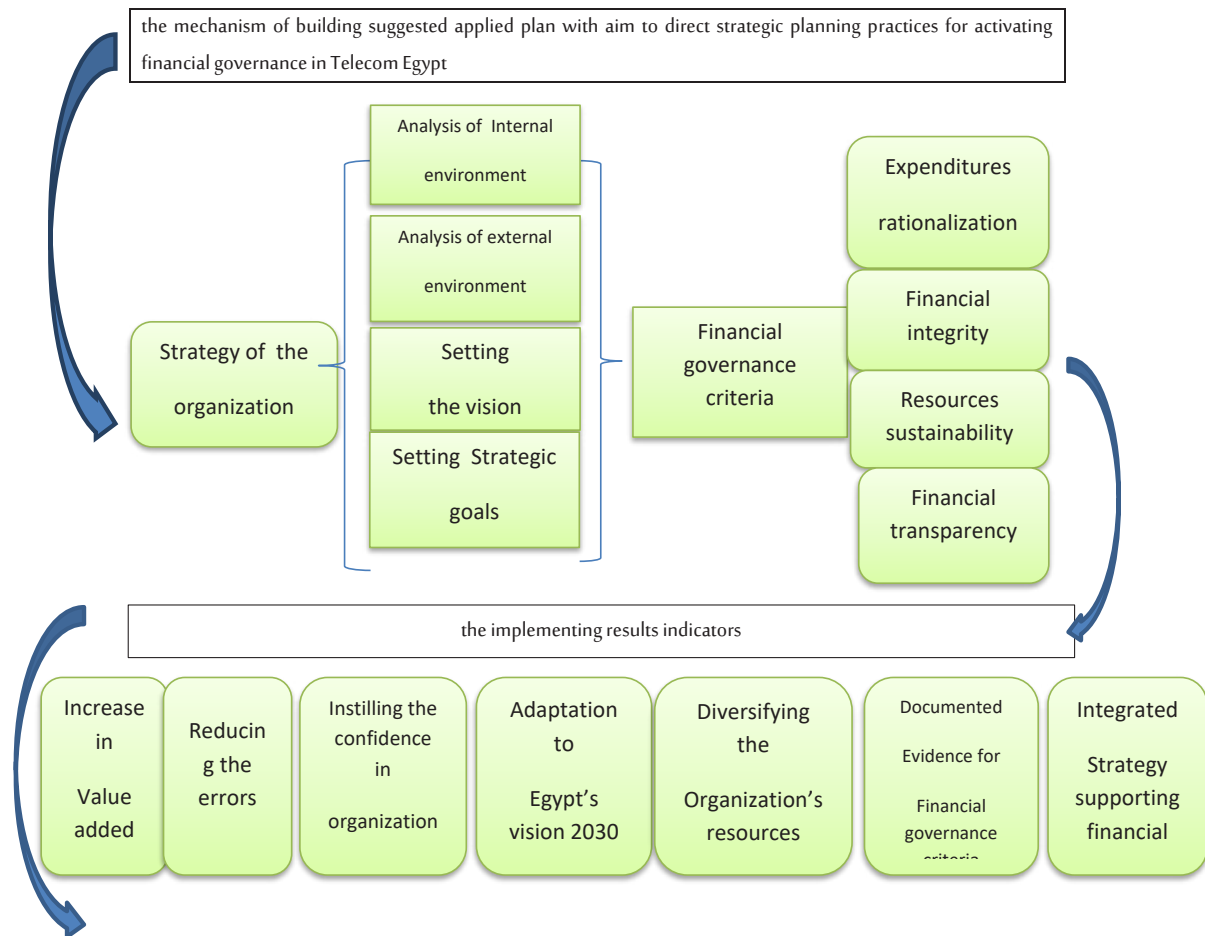 the mechanism of building suggested applied plan with aim to direct strategic planning practices for activating
financial governance in Telecom Egypt
Analysis of Internal
environment
Analysis of external
environment
Setting
the vision
Setting Strategic
goals
Strategy of the
organization
Financial
governance
criteria
Expenditures
rationalization
Financial
integrity
Resources
sustainability
Financial
transparency
the implementing results indicators
Increase
in
Value
added
Reducin
g the
errors
Instilling the
confidence
in
organization
Adaptation
to
Egypt’s
vision 2030
Diversifying
the
Organization’s
resources
Documented
Evidence for
Financial
governance
criteria
Integrated
Strategy
supporting
financial